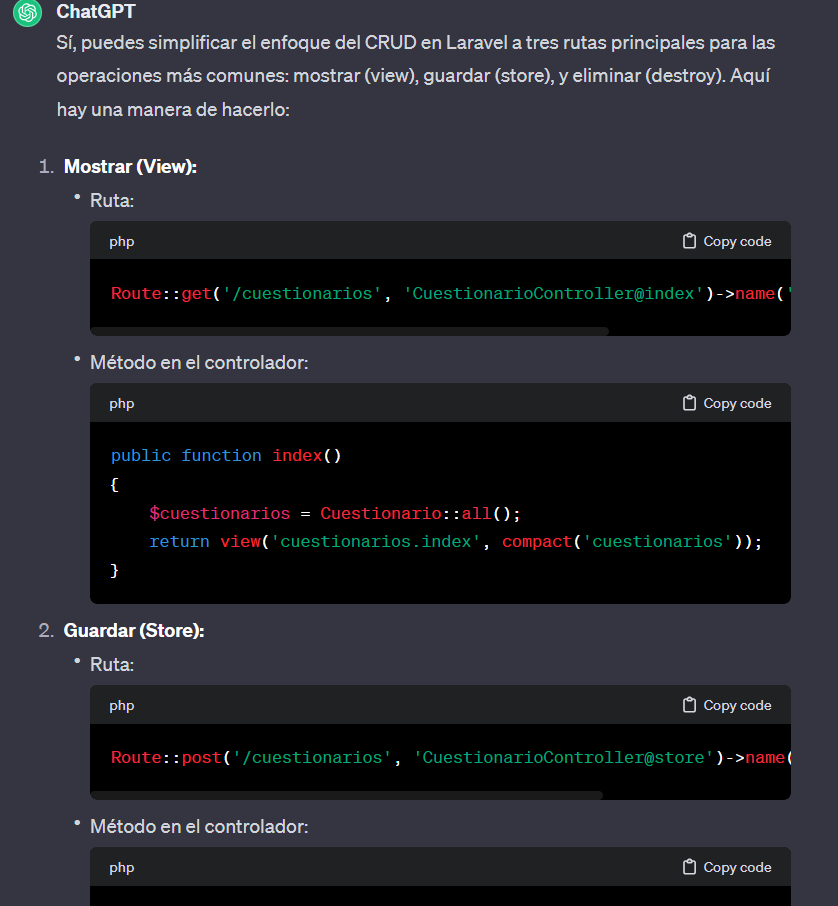 ChatGPT
Sí, puedes simplificar el enfoque del CRUD en Laravel a tres rutas principales para las
operaciones más comunes: mostrar (view), guardar (store), y eliminar (destroy). Aquí
hay una manera de hacerlo:
1. Mostrar (View):
• Ruta:
php Copy code
Route::get('/cuestionarios', 'CuestionarioController@index')->name('
• Método en el controlador:
php Copy code
public function index()
{
    $cuestionarios = Cuestionario::all();
    return view('cuestionarios.index', compact('cuestionarios'));
}
2. Guardar (Store):
• Ruta:
php Copy code
Route::post('/cuestionarios', 'CuestionarioController@store')->name(
• Método en el controlador:
php Copy code